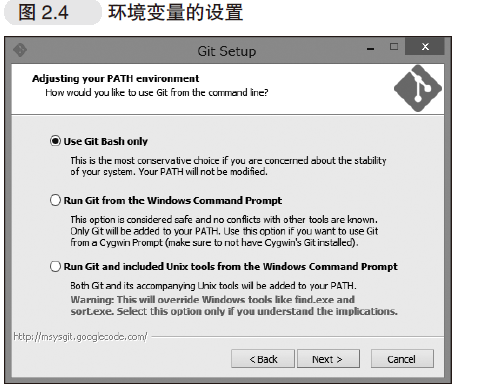 图 2.4 环境变量的设置
Git Setup
Adjusting your PATH environment
How would you like to use Git from the command line?
Use Git Bash only
This is the most conservative choice if you are concerned about the stability
of your system. Your PATH will not be modified.
Run Git from the Windows Command Prompt
This option is considered safe and no conflicts with other tools are known.
Only Git will be added to your PATH. Use this option if you want to use Git
from a Cygwin Prompt (make sure to not have Cygwin's Git installed).
Run Git and included Unix tools from the Windows Command Prompt
Both Git and its accompanying Unix tools will be added to your PATH.
Warning: This will override Windows tools like find.exe and
sort.exe. Select this option only if you understand the implications.
http://msysgit.googlecode.com/
< Back Next > Cancel